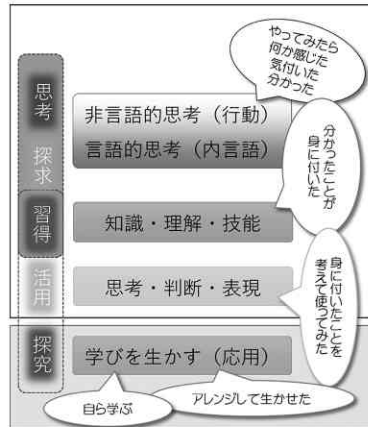 やってみたら
何か感じた
気付いた
分かった
思考
非言語的思考（行動）
言語的思考（内言語）
探求
分かったことが
身に付いた
習得
知識・理解・技能
活用
思考・判断・表現
身に付いたことを
考えて使ってみた
探究
学びを生かす（応用）
自ら学ぶ
アレンジして生かせた